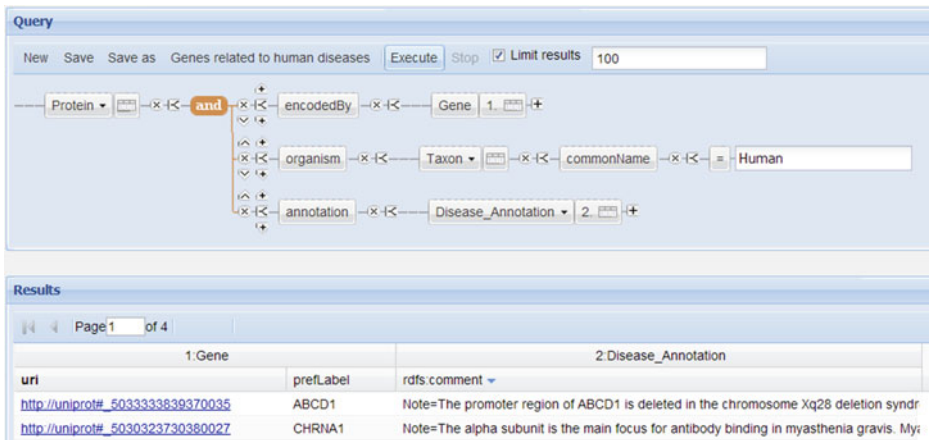 Query
New Save Save as Genes related to human diseases Execute Stop Limit results 100
Protein and encodedBy Gene 1.
organism Taxon commonName = Human
annotation Disease_Annotation 2.
Results
Page 1 of 4
1:Gene 2:Disease_Annotation
uri prefLabel rdfs:comment
http://uniprot#_5033333839370035 ABCD1 Note=The promoter region of ABCD1 is deleted in the chromosome Xq28 deletion syndr
http://uniprot#_5030323730380027 CHRNA1 Note=The alpha subunit is the main focus for antibody binding in myasthenia gravis. Mya